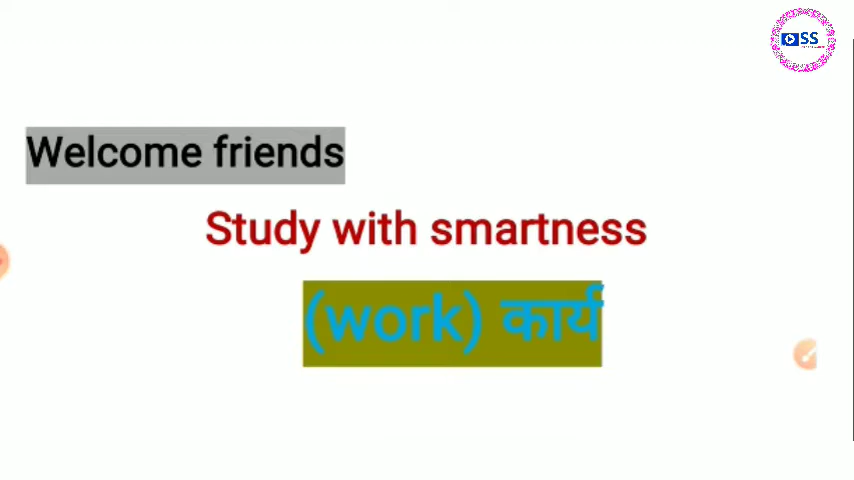 SS
Welcome friends
Study with smartness
(work) कार्य